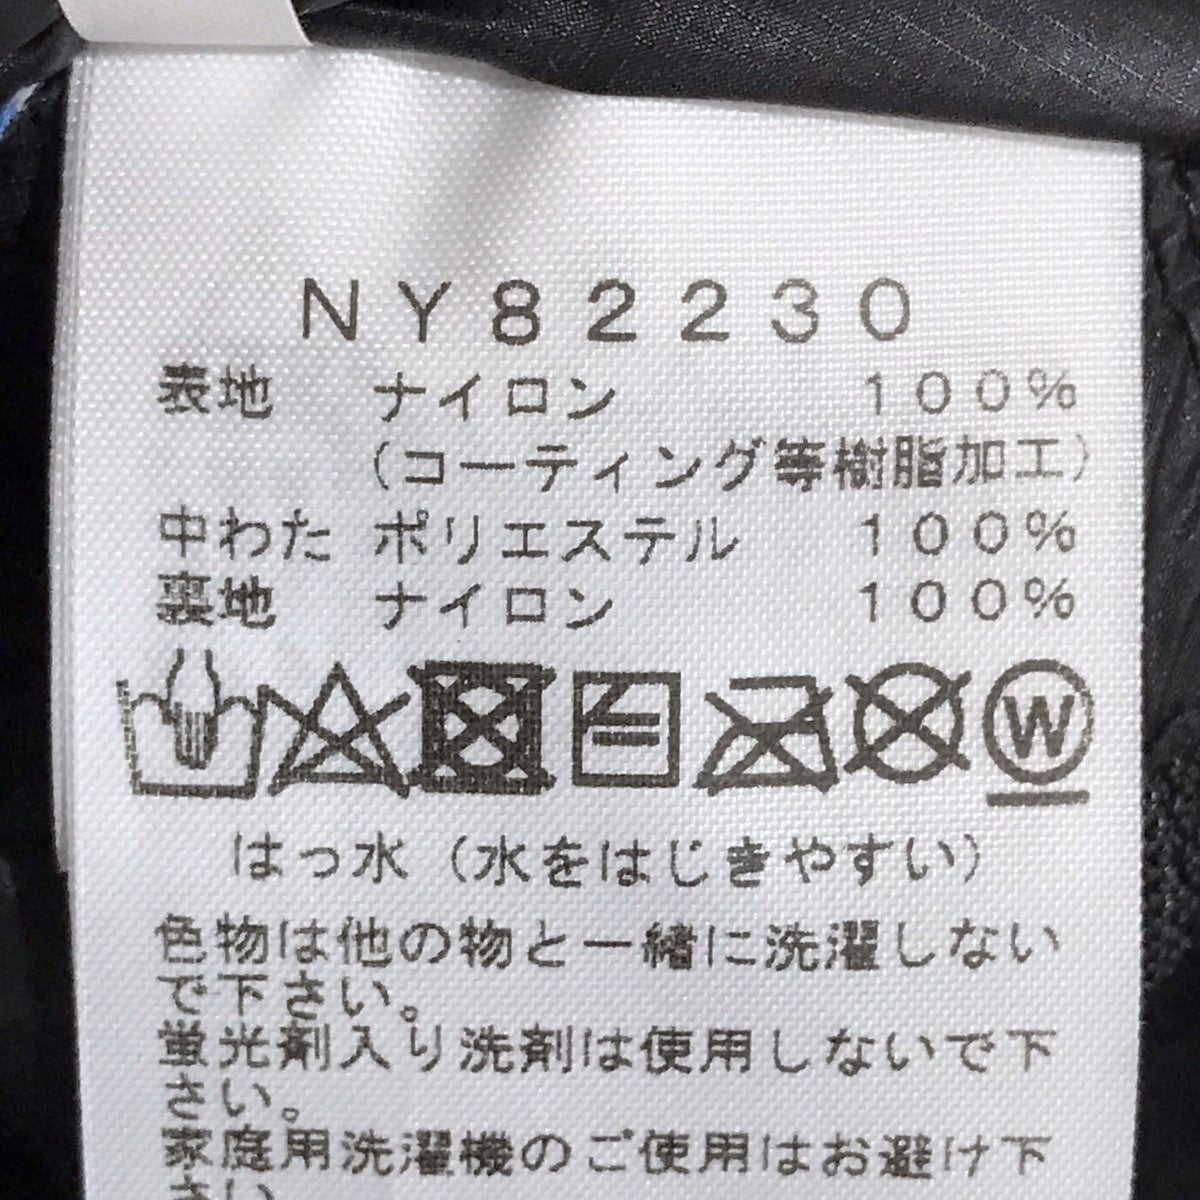 NY82230
表地 ナイロン 100%
(コーティング等樹脂加工)
中わた ポリエステル 100%
裏地 ナイロン 100%
W
はっ水(水をはじきやすい)
色物は他の物と一緒に洗濯しない
で下さい。
蛍光剤入り洗剤は使用しないで下
さい。
家庭用洗濯機のご使用はお避け下
さい。